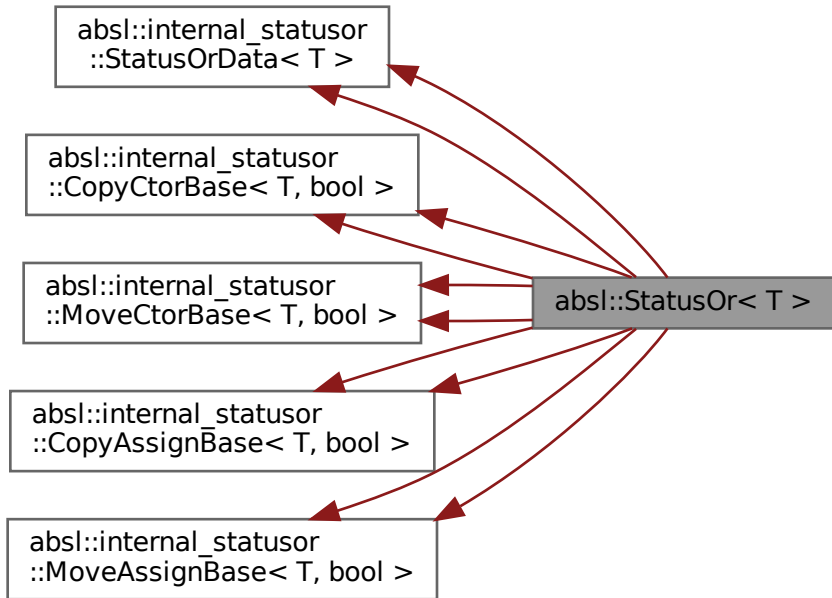 absl::internal_statusor
::StatusOrData< T >
absl::internal_statusor
::CopyCtorBase< T, bool >
absl::internal_statusor
::MoveCtorBase< T, bool >
absl::StatusOr< T >
absl::internal_statusor
::CopyAssignBase< T, bool >
absl::internal_statusor
::MoveAssignBase< T, bool >